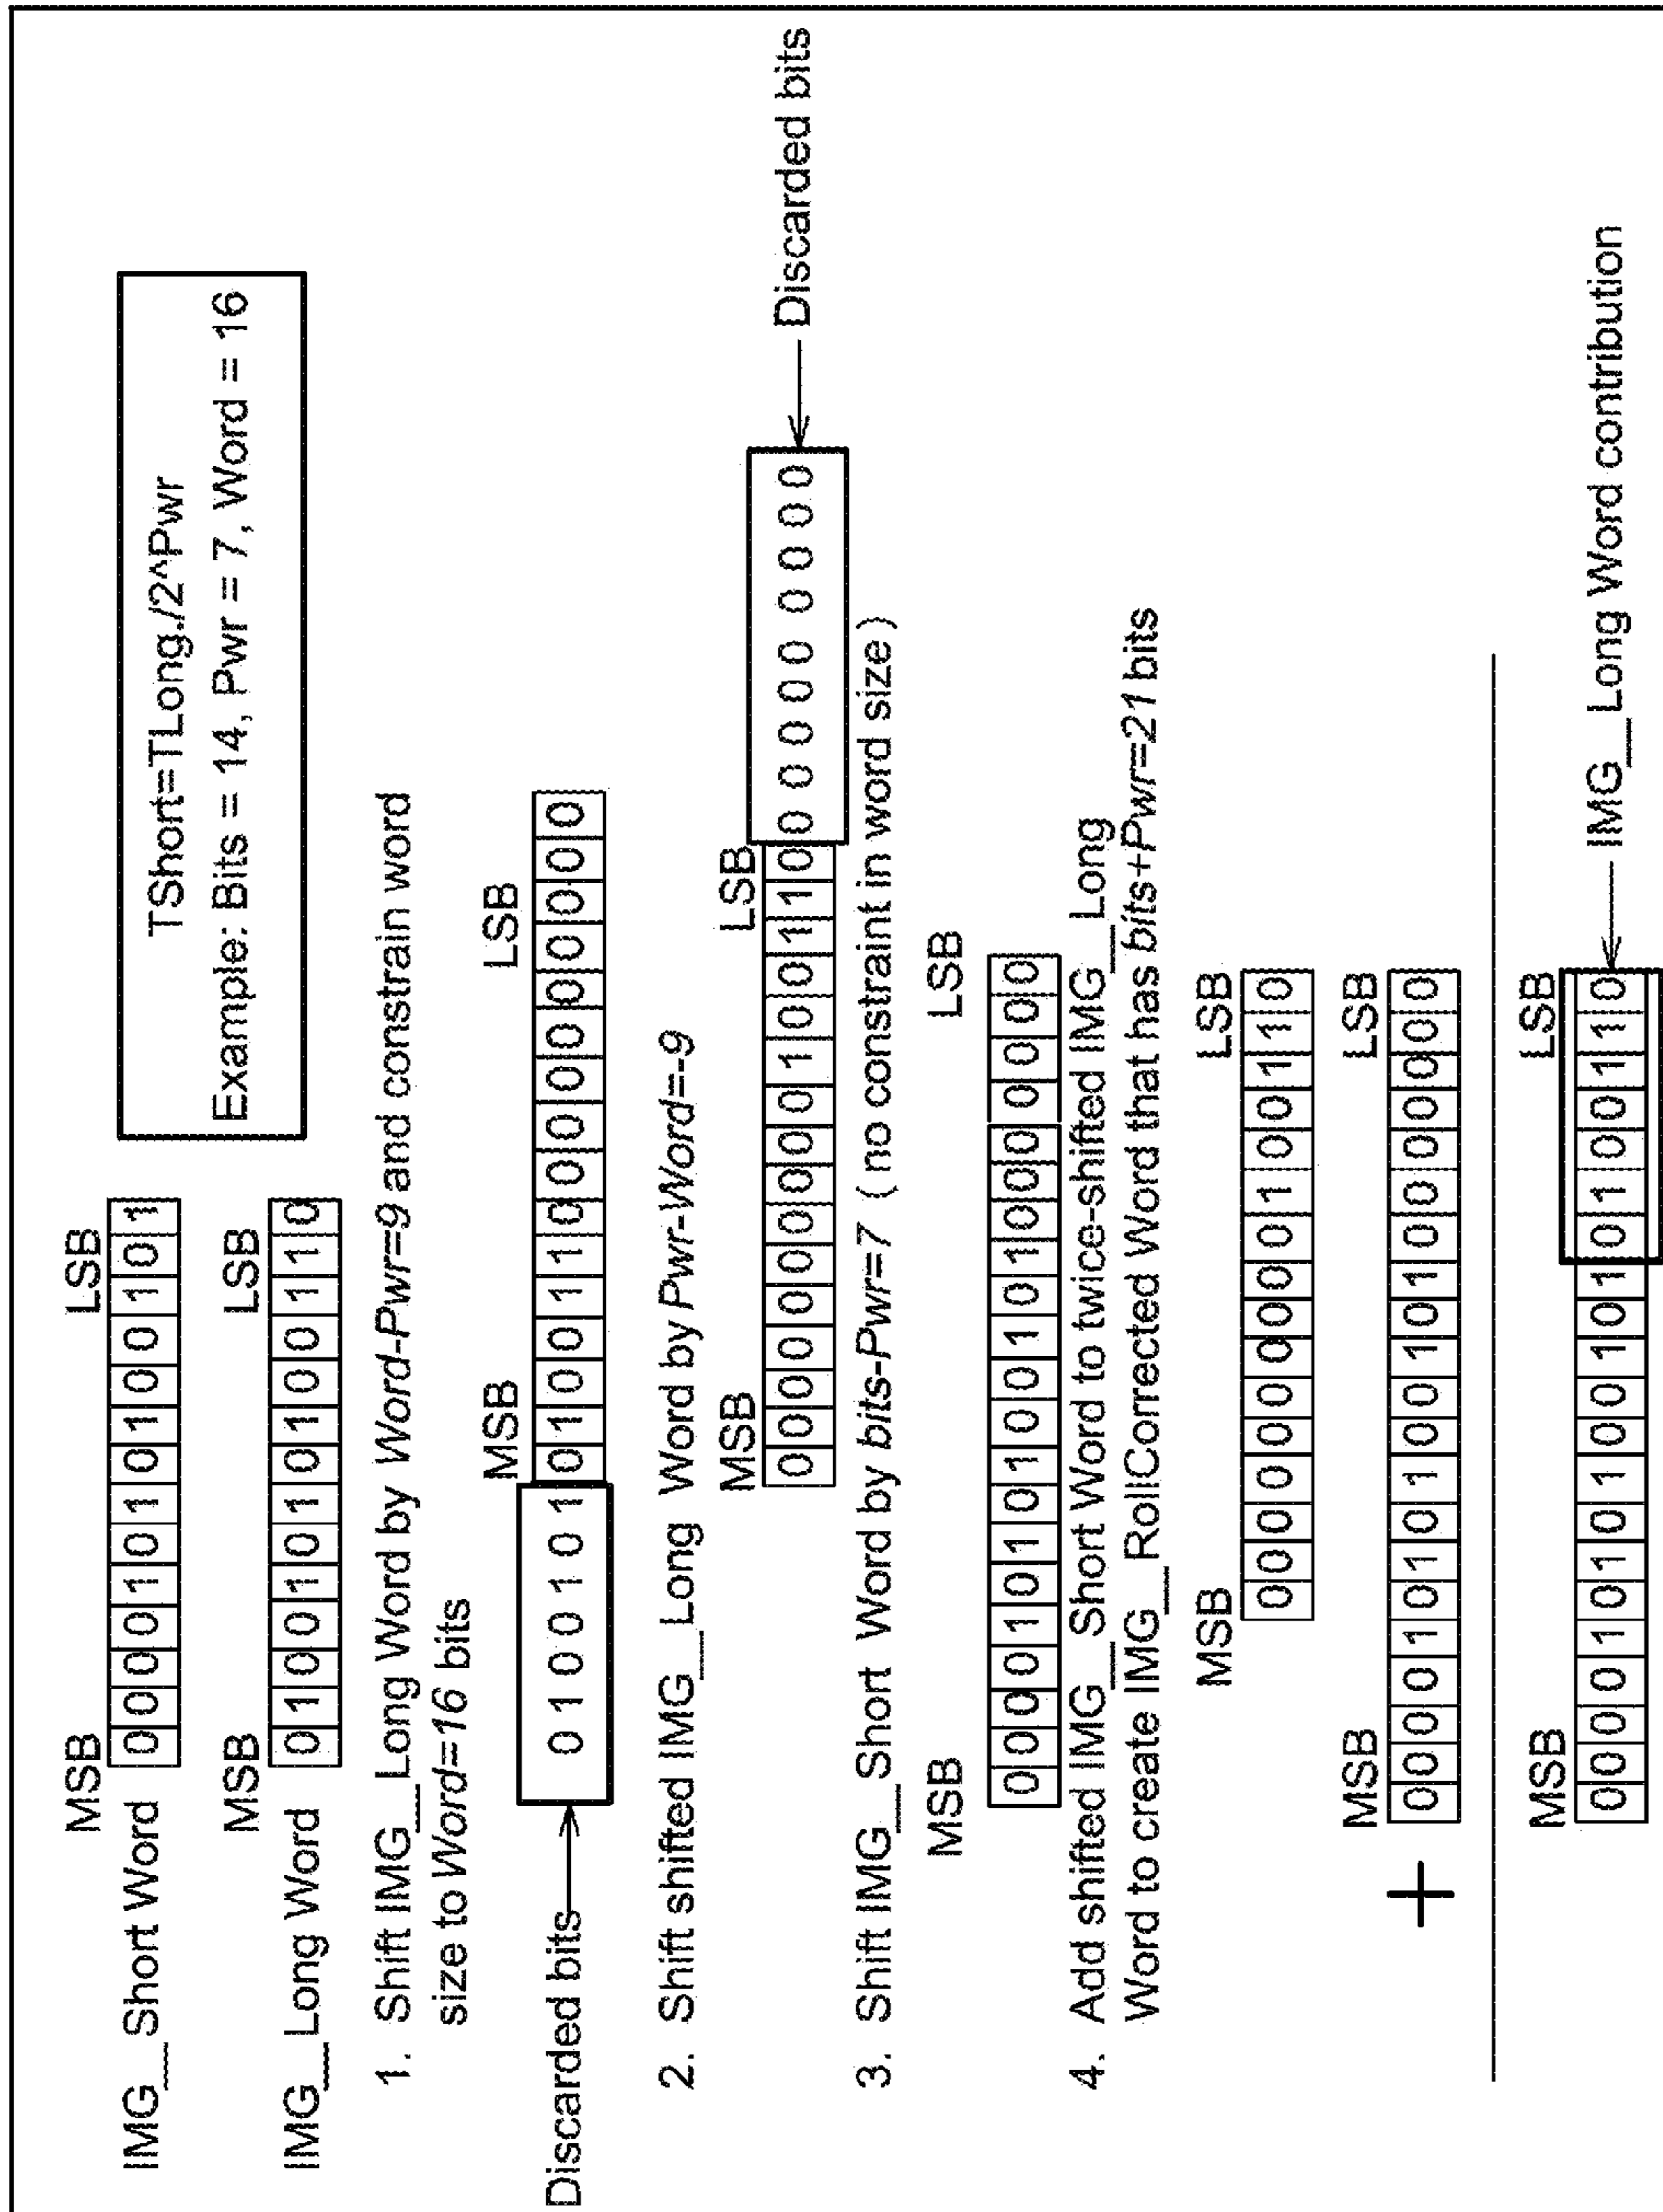 MSB LSB
IMG_Short Word 0 0 0 0 1 0 1 0 1 0 0 1 0 1
TShort=TLong./2^Pwr
Example: Bits = 14, Pwr = 7, Word = 16
MSB LSB
IMG_Long Word 0 1 0 0 1 0 1 0 1 0 0 1 1 0
1. Shift IMG_Long Word by Word-Pwr=9 and constrain word
size to Word=16 bits
MSB LSB
Discarded bits 0 1 0 0 1 0 1 0 1 0 0 1 1 0 0 0 0 0 0 0 0 0 0
2. Shift shifted IMG_Long Word by Pwr-Word=-9
MSB LSB
0 0 0 0 0 0 0 0 0 0 1 0 0 1 1 0 0 0 0 0 0 0 0 0 0 Discarded bits
3. Shift IMG_Short Word by bits-Pwr=7 ( no constraint in word size )
MSB LSB
0 0 0 0 1 0 1 0 1 0 0 1 0 1 0 0 0 0 0 0 0
4. Add shifted IMG_Short Word to twice-shifted IMG_Long
Word to create IMG_RollCorrected Word that has bits+Pwr=21 bits
MSB LSB
0 0 0 0 0 0 0 0 0 0 1 0 0 1 1 0
MSB LSB
+ 0 0 0 0 1 0 1 0 1 0 0 1 0 1 0 0 0 0 0 0 0
MSB LSB
0 0 0 0 1 0 1 0 1 0 0 1 0 1 0 1 0 0 1 1 0 IMG_Long Word contribution